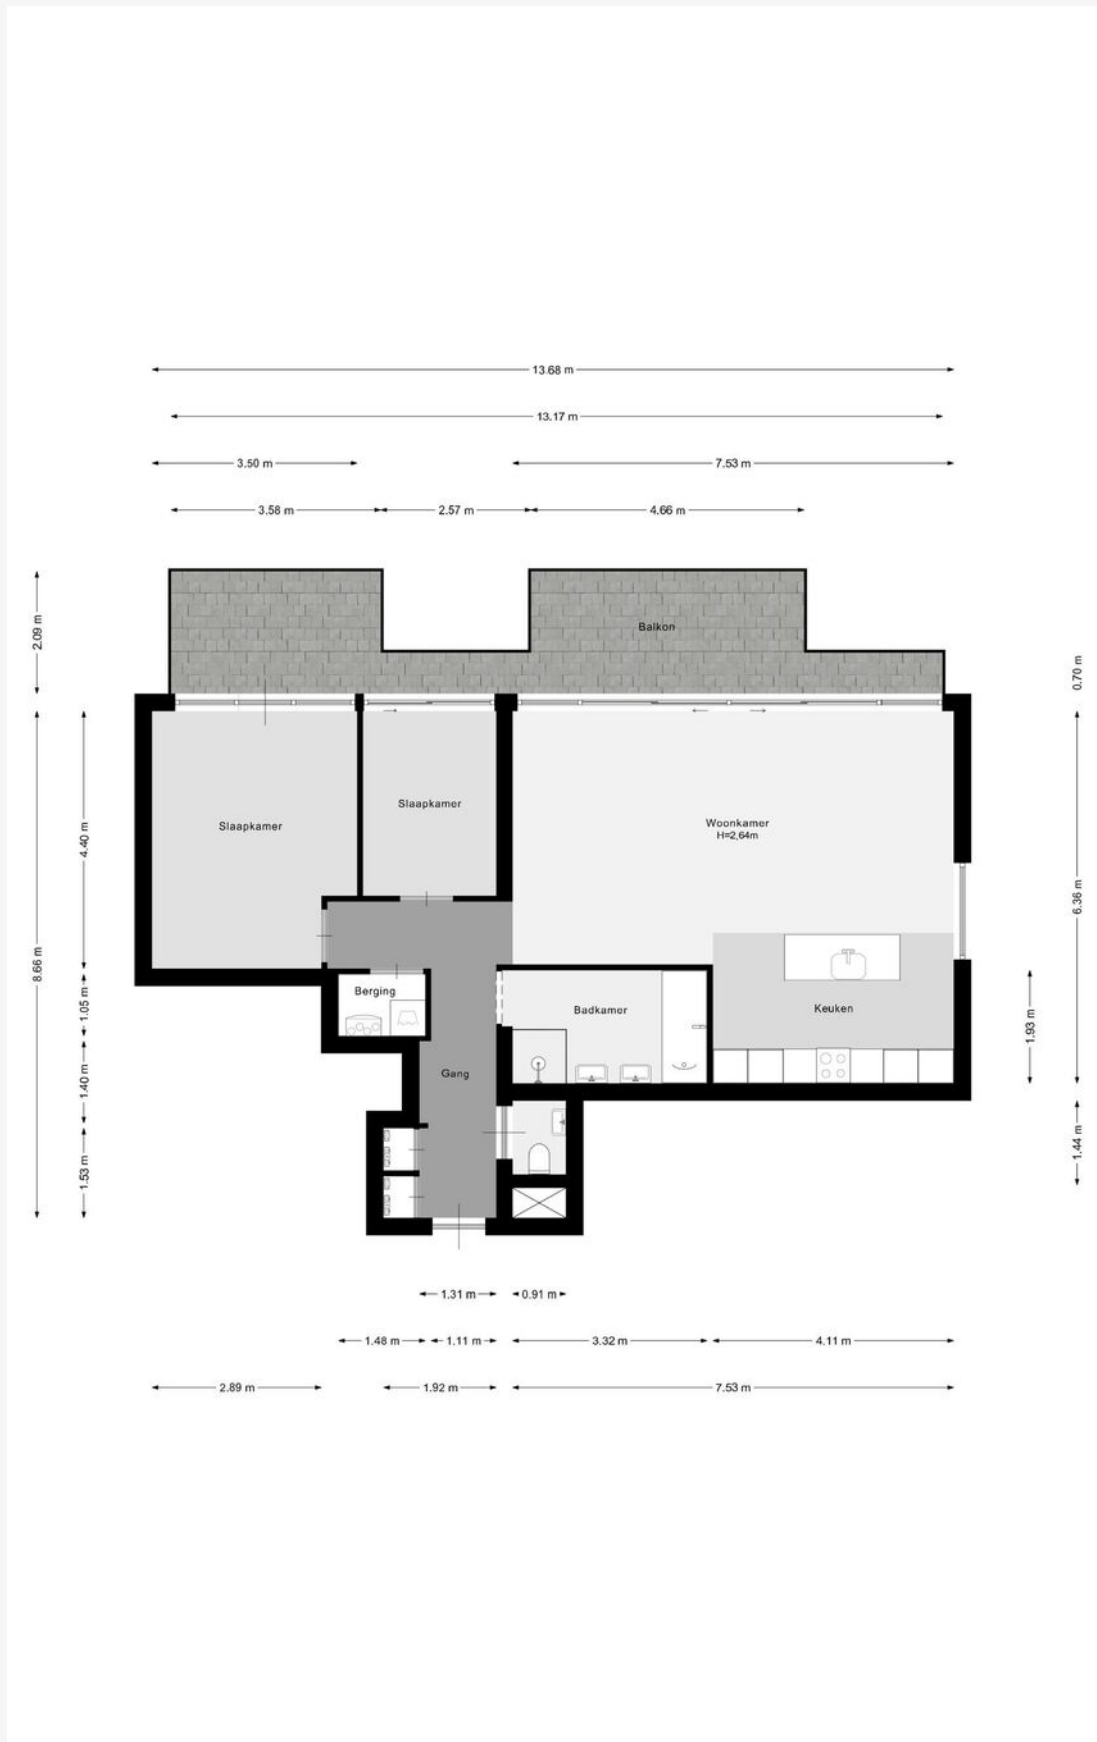 13.68 m
13.17 m
3.50 m
7.53 m
3.58 m
2.57 m
4.66 m
2.09 m
Balkon
0.70 m
Slaapkamer
Slaapkamer
Woonkamer
H=2,64m
4.40 m
6.36 m
8.66 m
Berging
Badkamer
Keuken
1.05 m
1.93 m
Gang
1.40 m
1.44 m
1.53 m
1.31 m
0.91 m
1.48 m
1.11 m
3.32 m
4.11 m
2.89 m
1.92 m
7.53 m